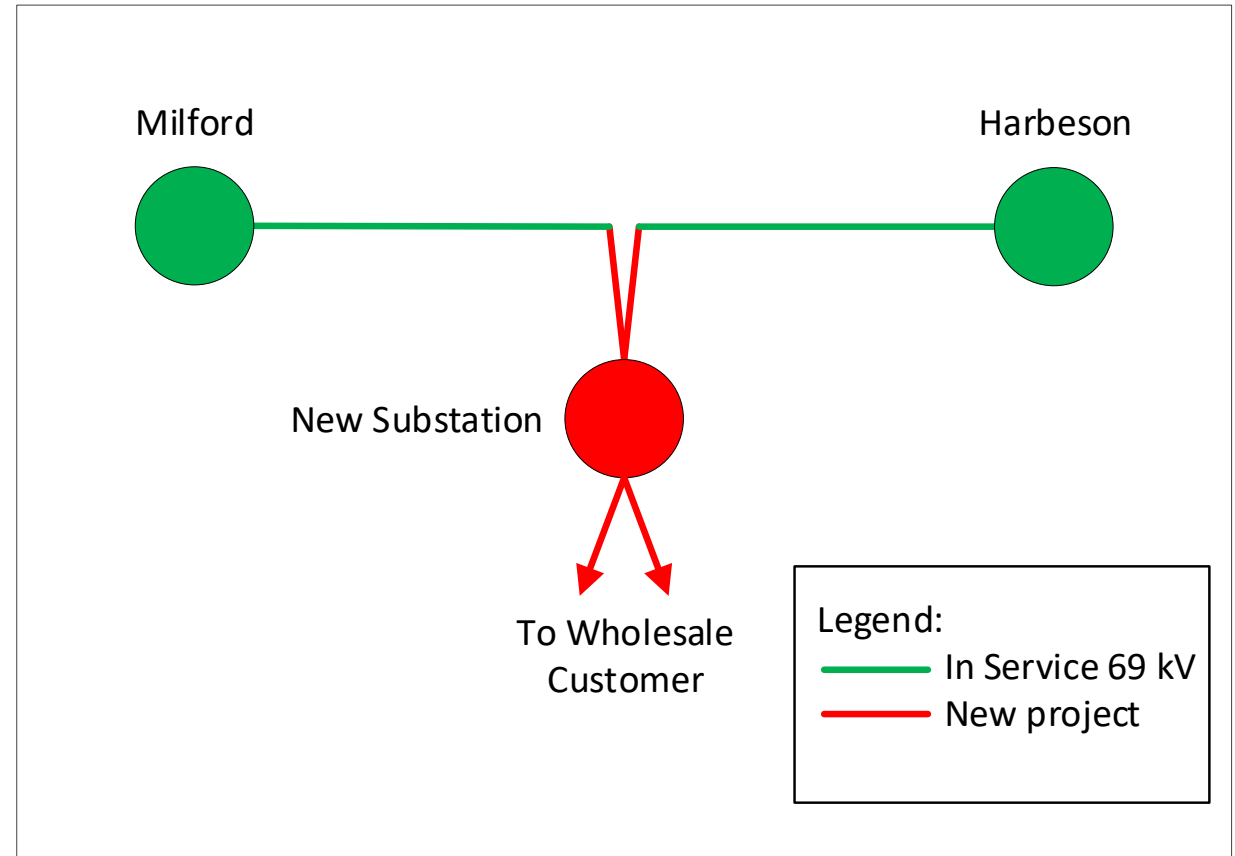 Milford
Harbeson
New Substation
To Wholesale
Customer
Legend:
In Service 69 kV
New project